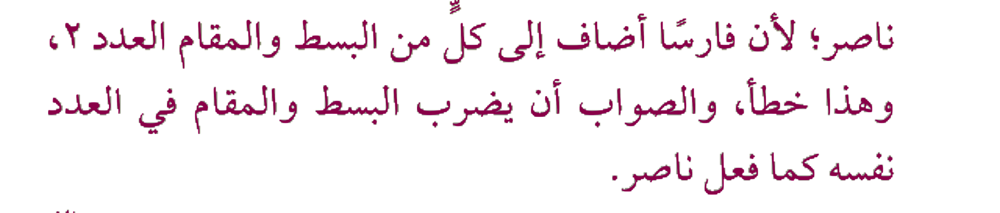 ناصر؛ لأن فارسًا أضاف إلى كلٍّ من البسط والمقام العدد ٢،
وهذا خطأ، والصواب أن يضرب البسط والمقام في العدد
نفسه كما فعل ناصر.